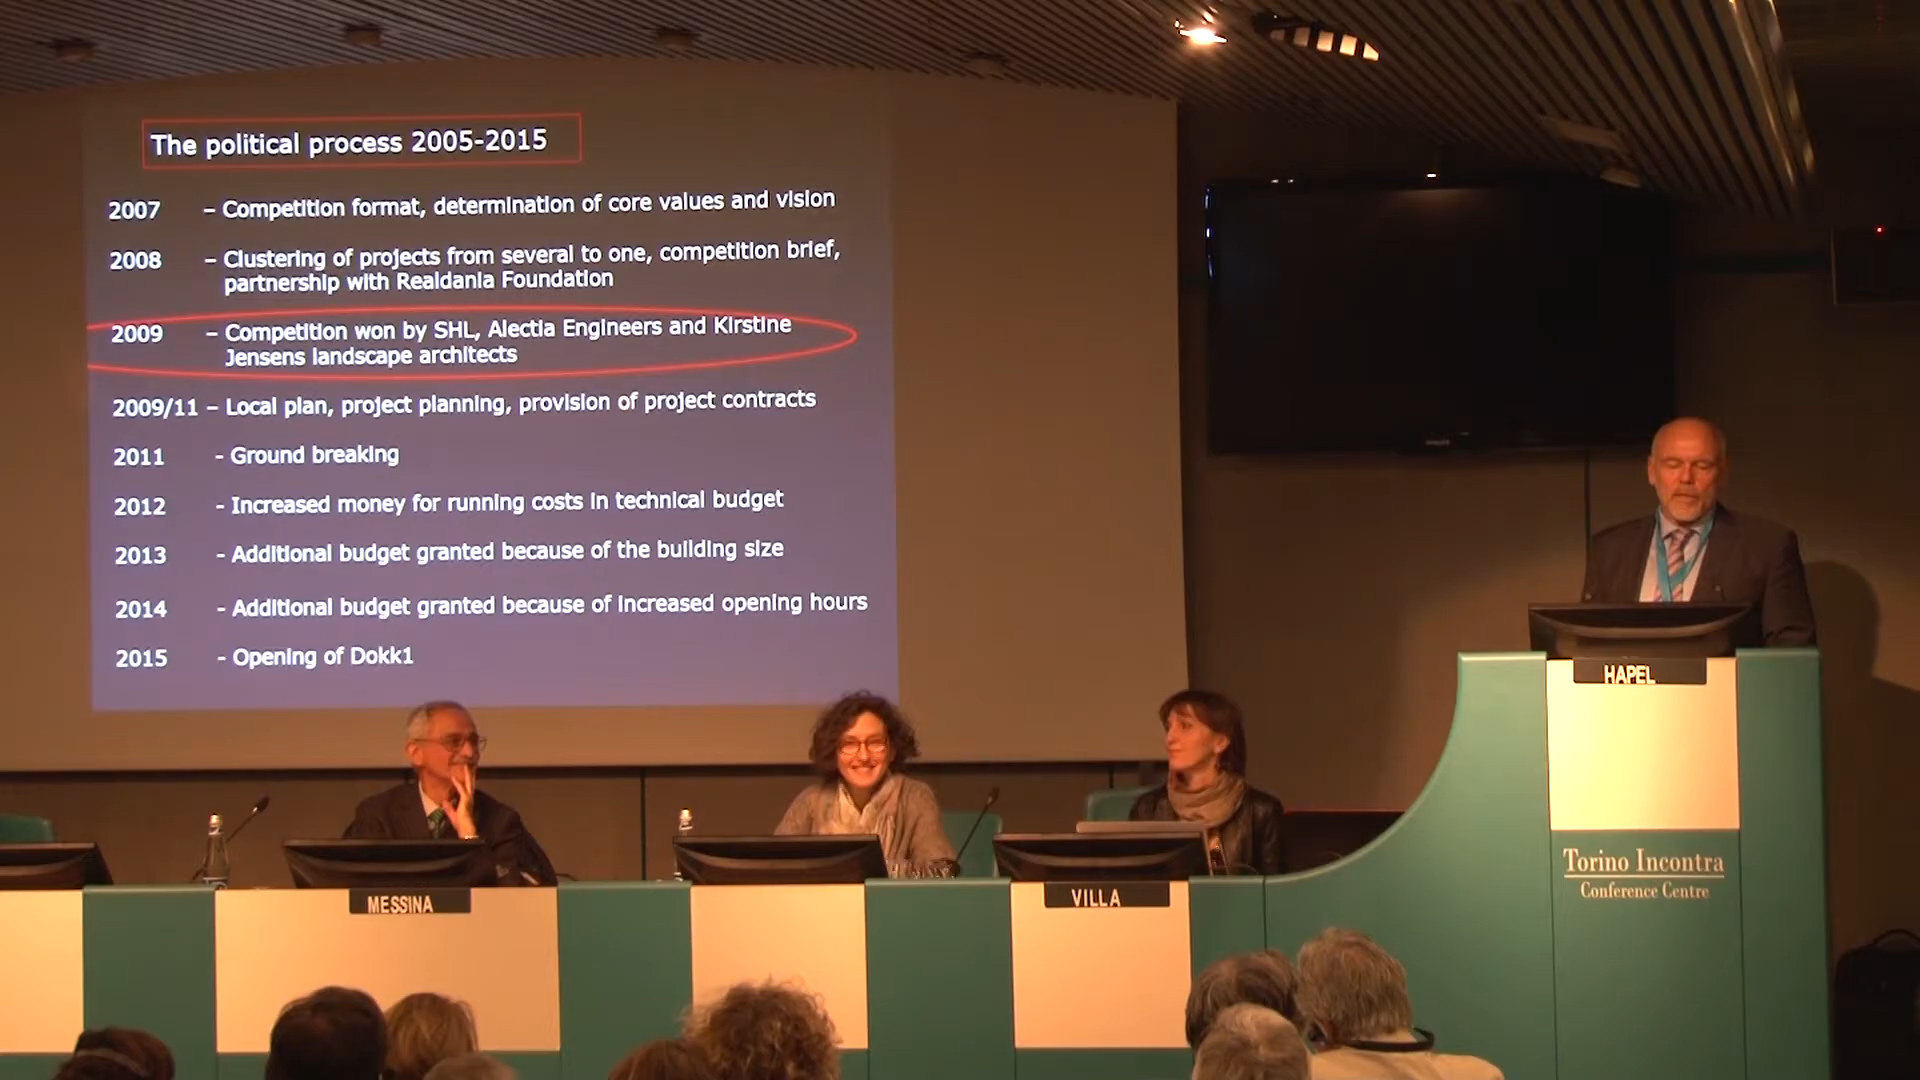 The political process 2005-2015
2007 – Competition format, determination of core values and vision
2008 – Clustering of projects from several to one, competition brief,
partnership with Realdania Foundation
2009 – Competition won by SHL, Alectia Engineers and Kirstine
Jensens landscape architects
2009/11 – Local plan, project planning, provision of project contracts
2011 - Ground breaking
2012 - Increased money for running costs in technical budget
2013 - Additional budget granted because of the building size
2014 - Additional budget granted because of increased opening hours
2015 - Opening of Dokk1
HAPEL
Torino Incontra
Conference Centre
MESSINA
VILLA